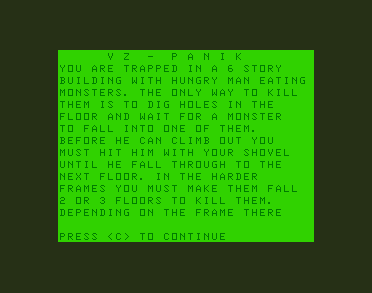 VZ - PANIK
YOU ARE TRAPPED IN A 6 STORY
BUILDING WITH HUNGRY MAN EATING
MONSTERS. THE ONLY WAY TO KILL
THEM IS TO DIG HOLES IN THE
FLOOR AND WAIT FOR A MONSTER
TO FALL INTO ONE OF THEM.
BEFORE HE CAN CLIMB OUT YOU
MUST HIT HIM WITH YOUR SHOVEL
UNTIL HE FALL THROUGH TO THE
NEXT FLOOR. IN THE HARDER
FRAMES YOU MUST MAKE THEM FALL
2 OR 3 FLOORS TO KILL THEM.
DEPENDING ON THE FRAME THERE
PRESS <C> TO CONTINUE